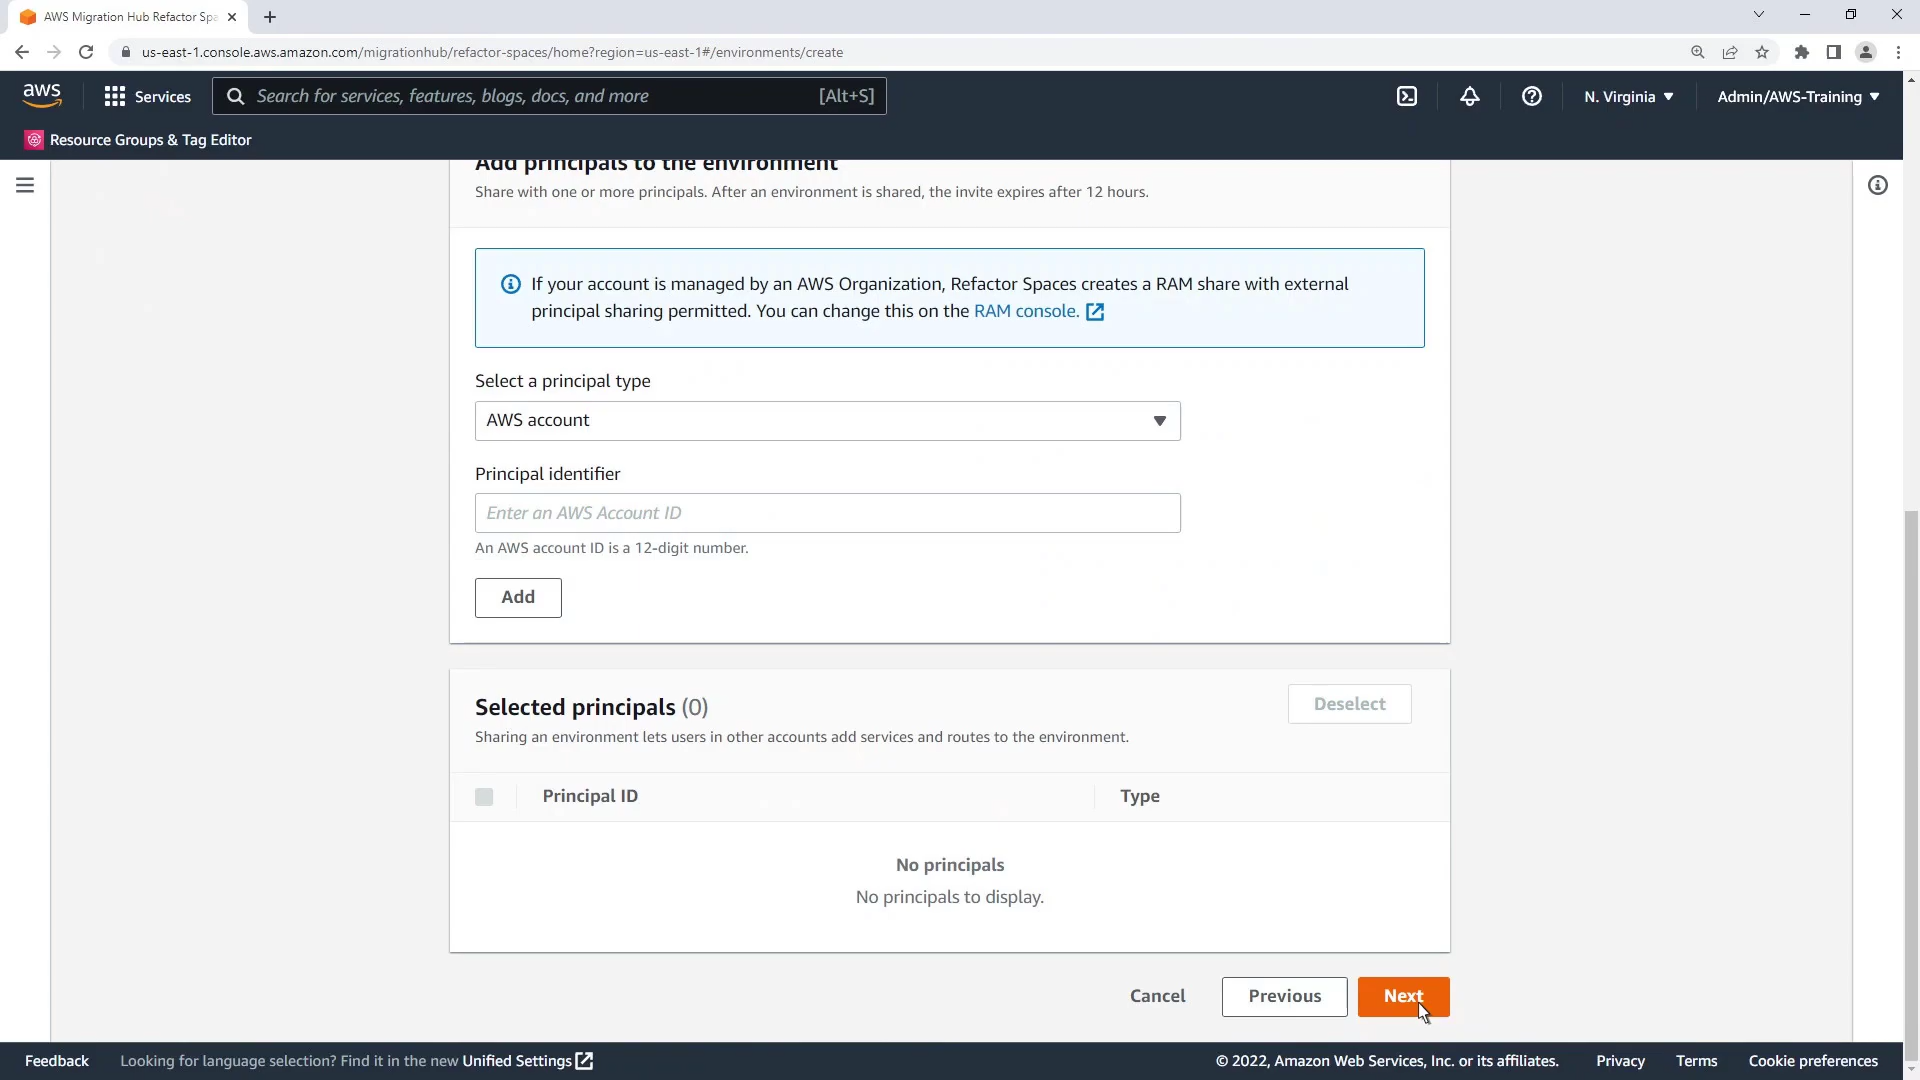 AWS Migration Hub Refactor Spa
us-east-1.console.aws.amazon.com/migrationhub/refactor-spaces/home?region=us-east-1#/environments/create
aws
Services
Search for services, features, blogs, docs, and more [Alt+S]
N. Virginia
Admin/AWS-Training
Resource Groups & Tag Editor
Add principals to the environment
Share with one or more principals. After an environment is shared, the invite expires after 12 hours.
If your account is managed by an AWS Organization, Refactor Spaces creates a RAM share with external
principal sharing permitted. You can change this on the RAM console.
Select a principal type
AWS account
Principal identifier
Enter an AWS Account ID
An AWS account ID is a 12-digit number.
Add
Selected principals (0)
Deselect
Sharing an environment lets users in other accounts add services and routes to the environment.
Principal ID
Type
No principals
No principals to display.
Cancel
Previous
Next
Feedback
Looking for language selection? Find it in the new Unified Settings
© 2022, Amazon Web Services, Inc. or its affiliates.
Privacy
Terms
Cookie preferences